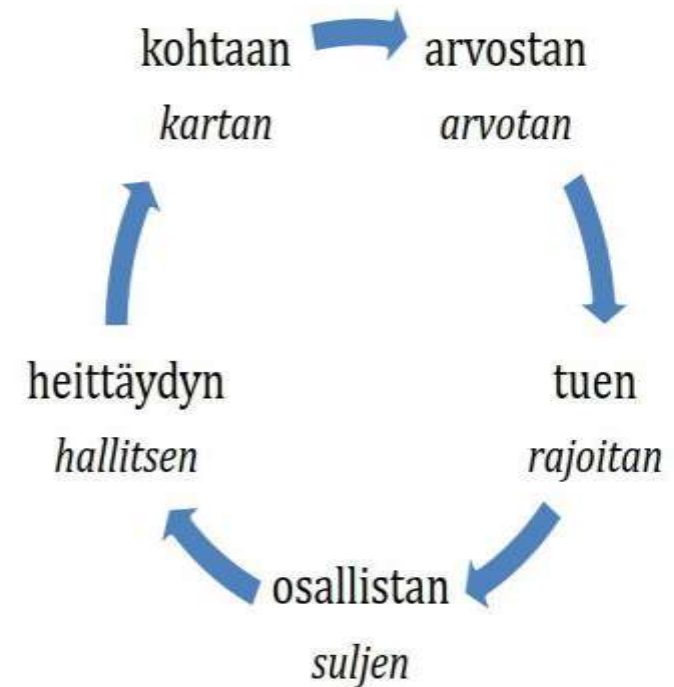 kohtaan
kartan
arvostan
arvotan
tuen
rajoitan
osallistan
suljen
heittäydyn
hallitsen